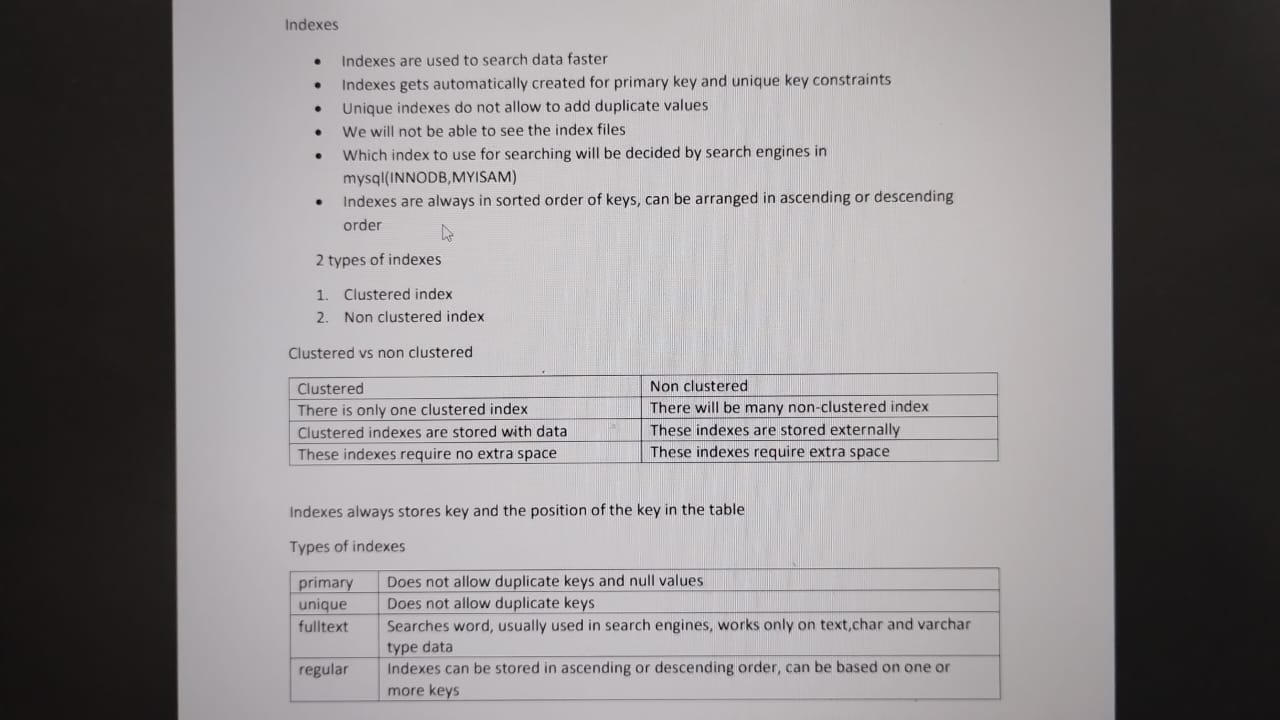 Indexes
• Indexes are used to search data faster
• Indexes gets automatically created for primary key and unique key constraints
• Unique indexes do not allow to add duplicate values
• We will not be able to see the index files
• Which index to use for searching will be decided by search engines in
mysql(INNODB,MYISAM)
• Indexes are always in sorted order of keys, can be arranged in ascending or descending
order
2 types of indexes
1. Clustered index
2. Non clustered index
Clustered vs non clustered
Clustered Non clustered
There is only one clustered index There will be many non-clustered index
Clustered indexes are stored with data These indexes are stored externally
These indexes require no extra space These indexes require extra space
Indexes always stores key and the position of the key in the table
Types of indexes
primary Does not allow duplicate keys and null values
unique Does not allow duplicate keys
fulltext Searches word, usually used in search engines, works only on text,char and varchar
type data
regular Indexes can be stored in ascending or descending order, can be based on one or
more keys